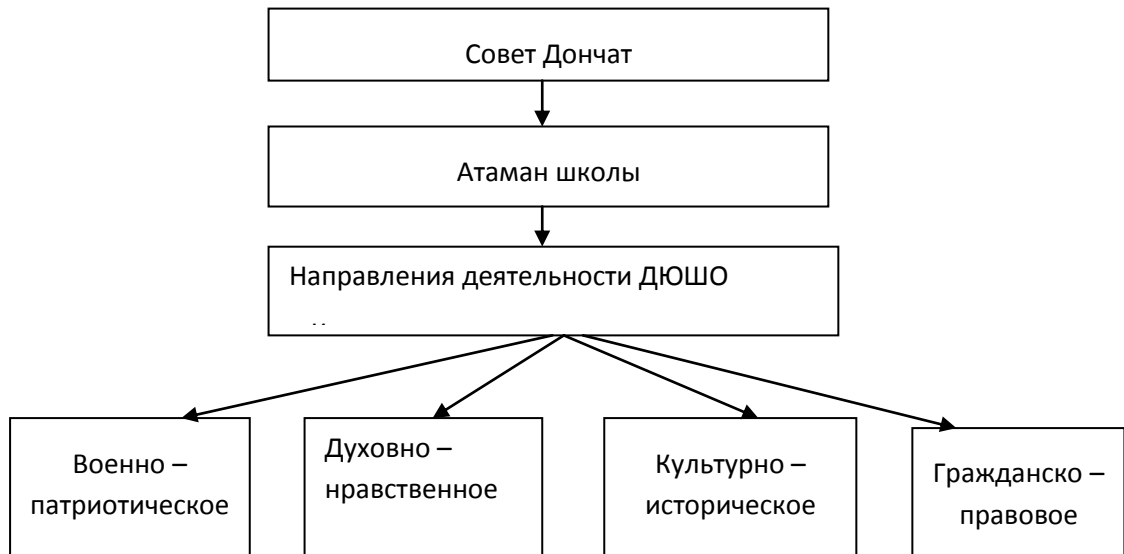 Совет Дончат
Атаман школы
Направления деятельности ДЮШО
Военно –
патриотическое
Духовно –
нравственное
Культурно –
историческое
Гражданско –
правовое